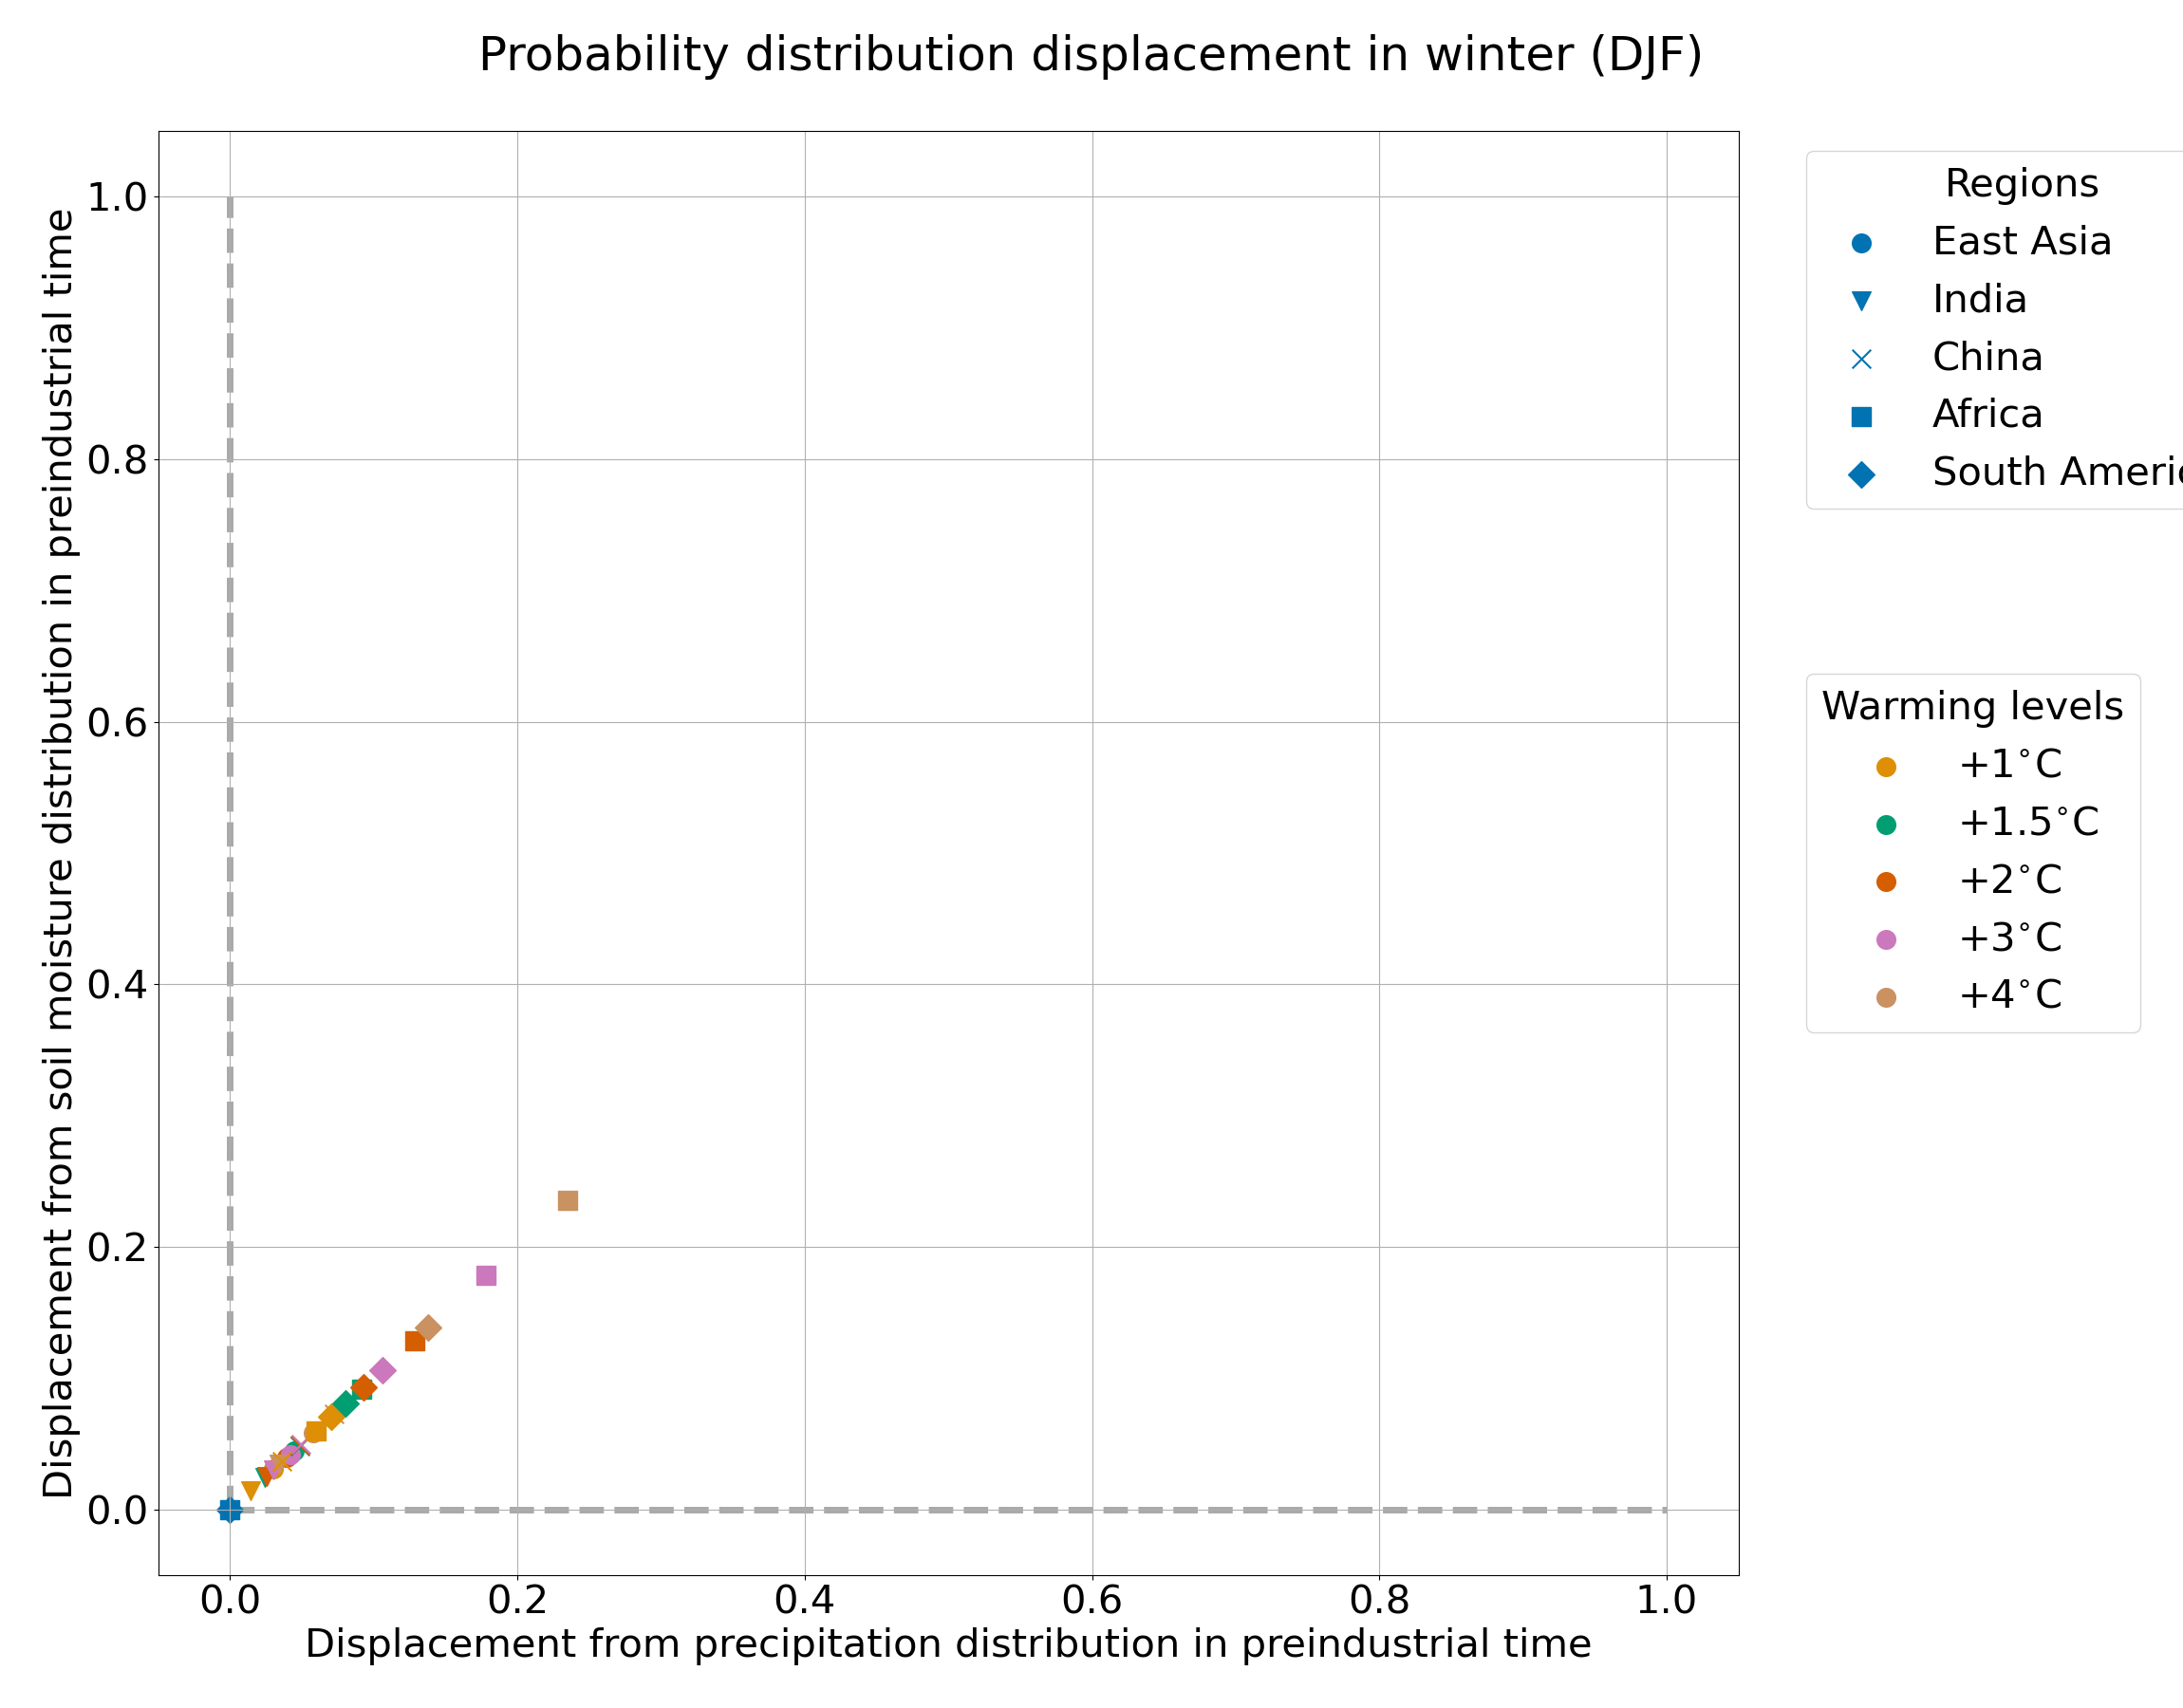 Probability distribution displacement in winter (DJF)
Displacement from soil moisture distribution in preindustrial time
1.0
0.8
0.6
0.4
0.2
0.0
0.0 0.2 0.4 0.6 0.8 1.0
Displacement from precipitation distribution in preindustrial time
Regions
East Asia
India
China
Africa
South Americ
Warming levels
+1°C
+1.5°C
+2°C
+3°C
+4°C